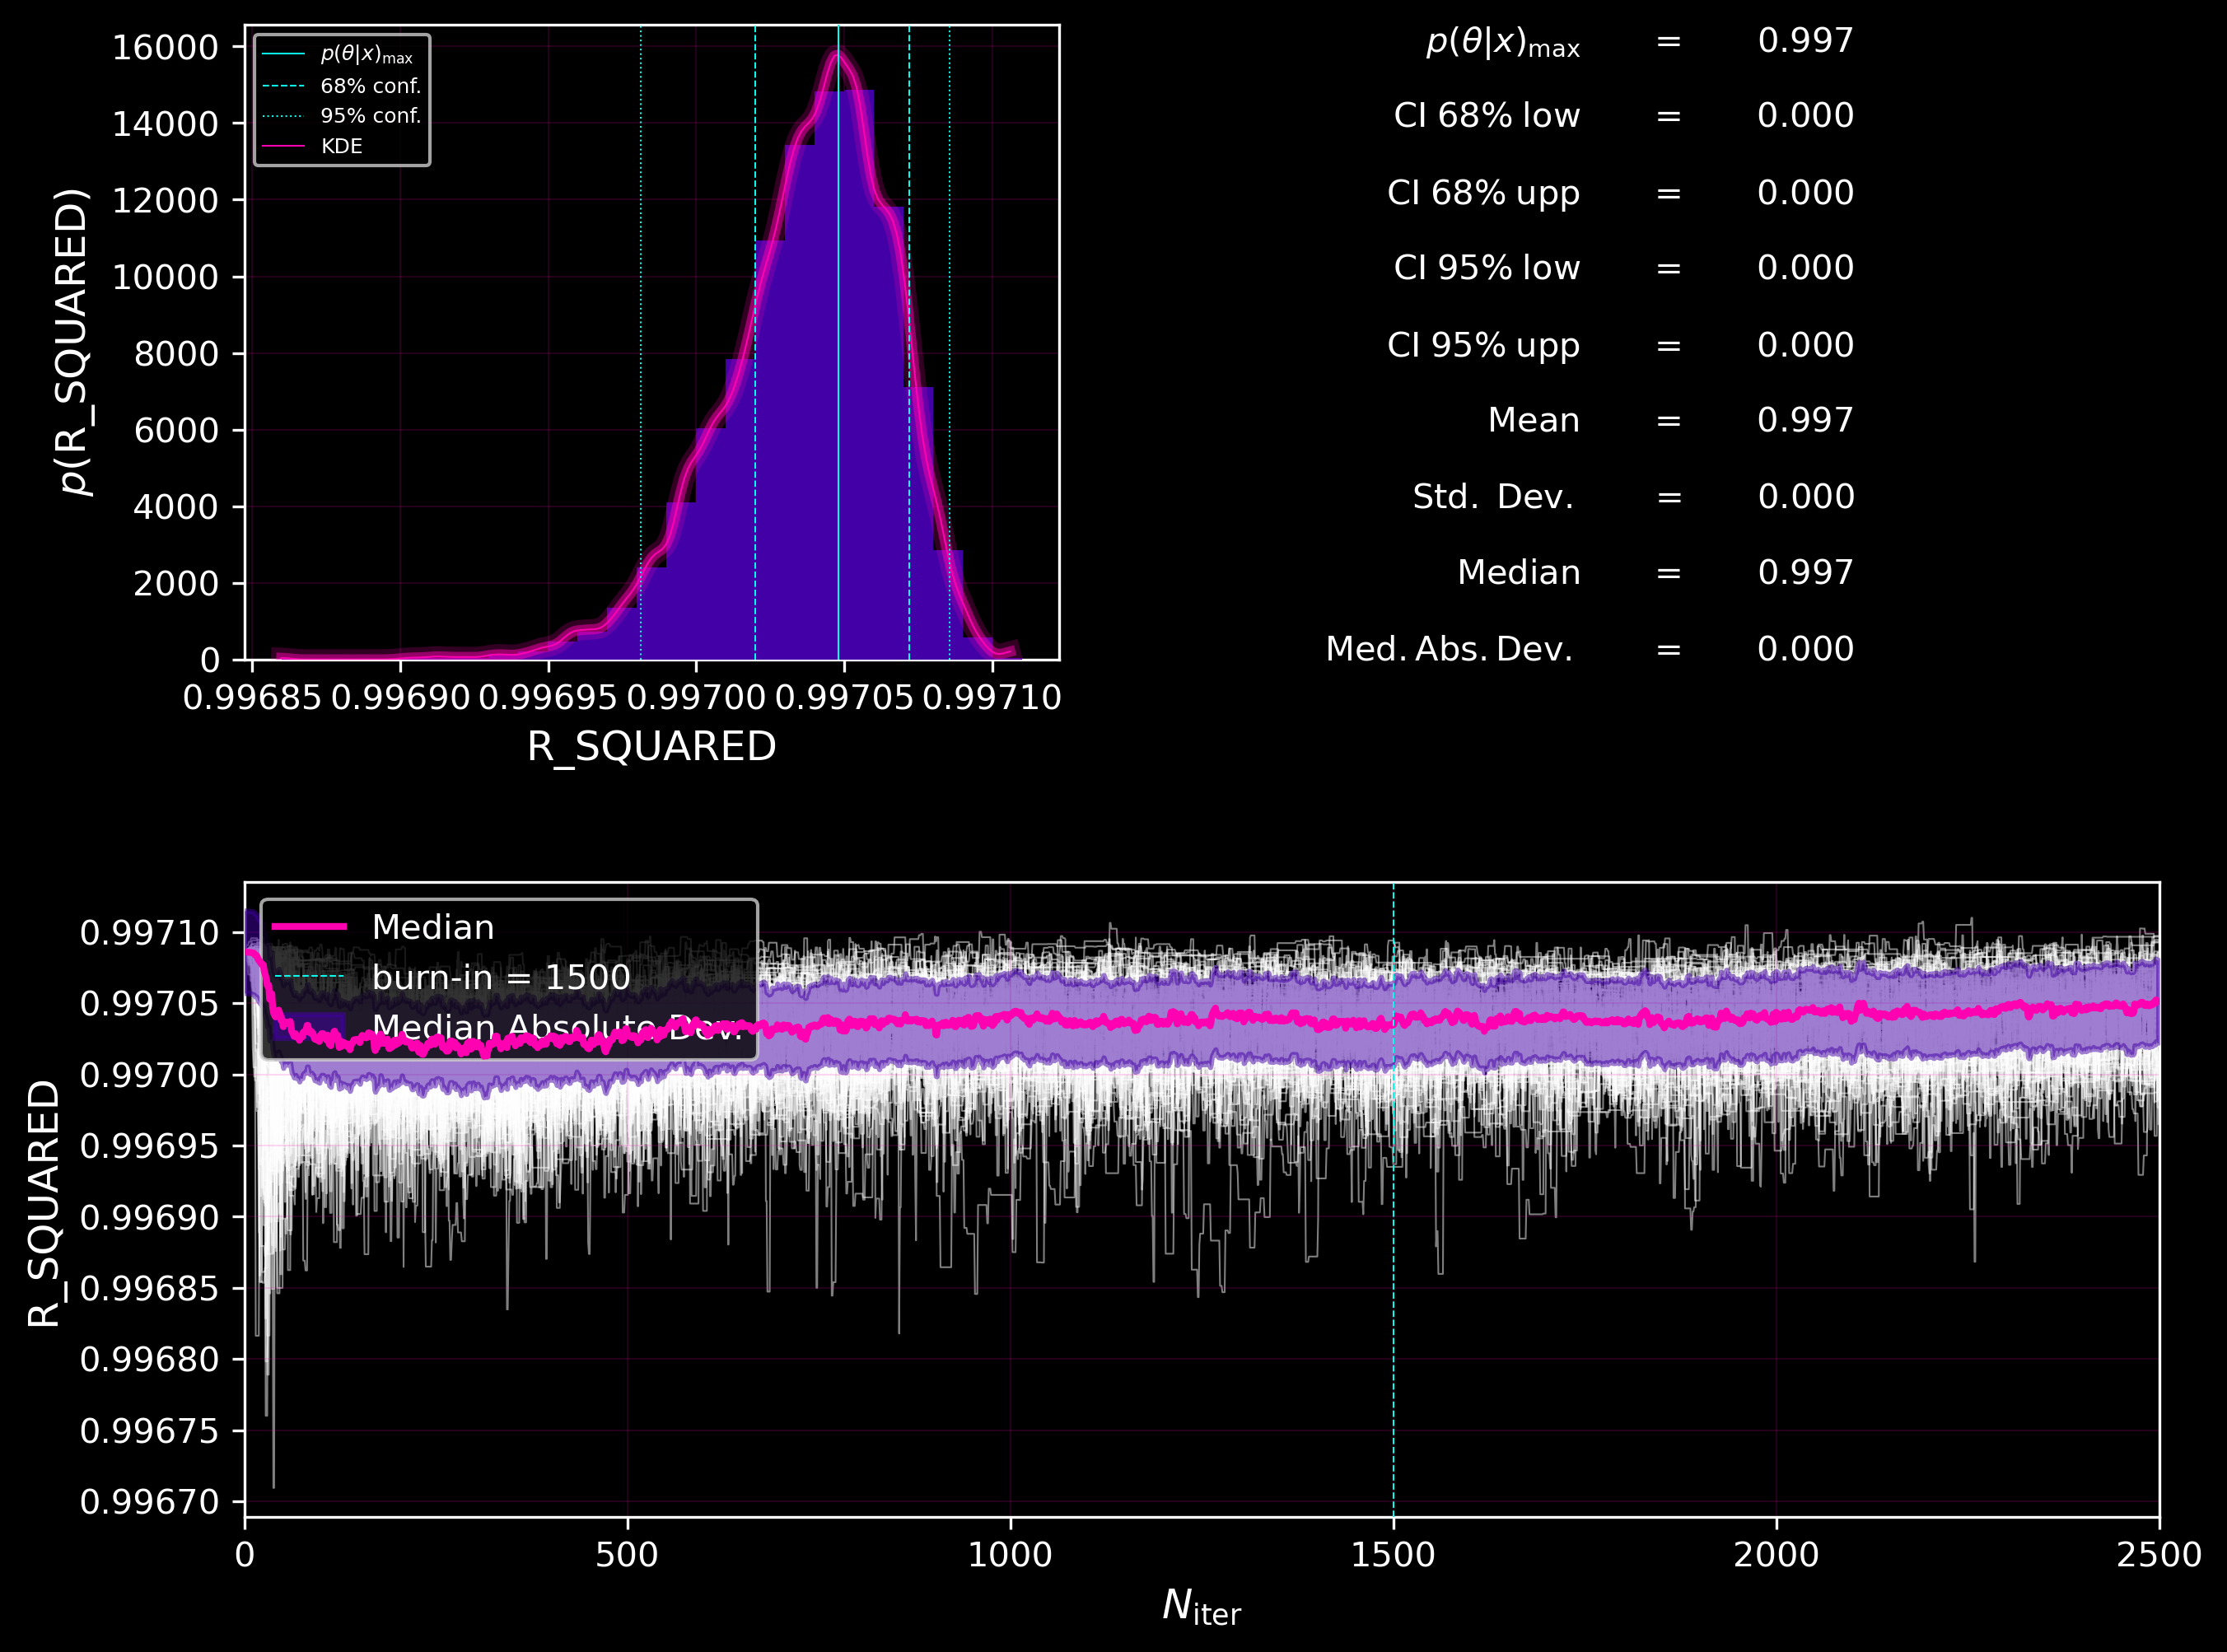 16000
14000
12000
10000
8000
6000
4000
2000
0
p(R_SQUARED)
p(θ|x)max
68% conf.
95% conf.
KDE
0.99685 0.99690 0.99695 0.99700 0.99705 0.99710
R_SQUARED
p(θ|x)max = 0.997
CI 68% low = 0.000
CI 68% upp = 0.000
CI 95% low = 0.000
CI 95% upp = 0.000
Mean = 0.997
Std. Dev. = 0.000
Median = 0.997
Med. Abs. Dev. = 0.000
0.99710
0.99705
0.99700
0.99695
0.99690
0.99685
0.99680
0.99675
0.99670
R_SQUARED
Median
burn-in = 1500
Median Absolute Dev.
0 500 1000 1500 2000 2500
Niter